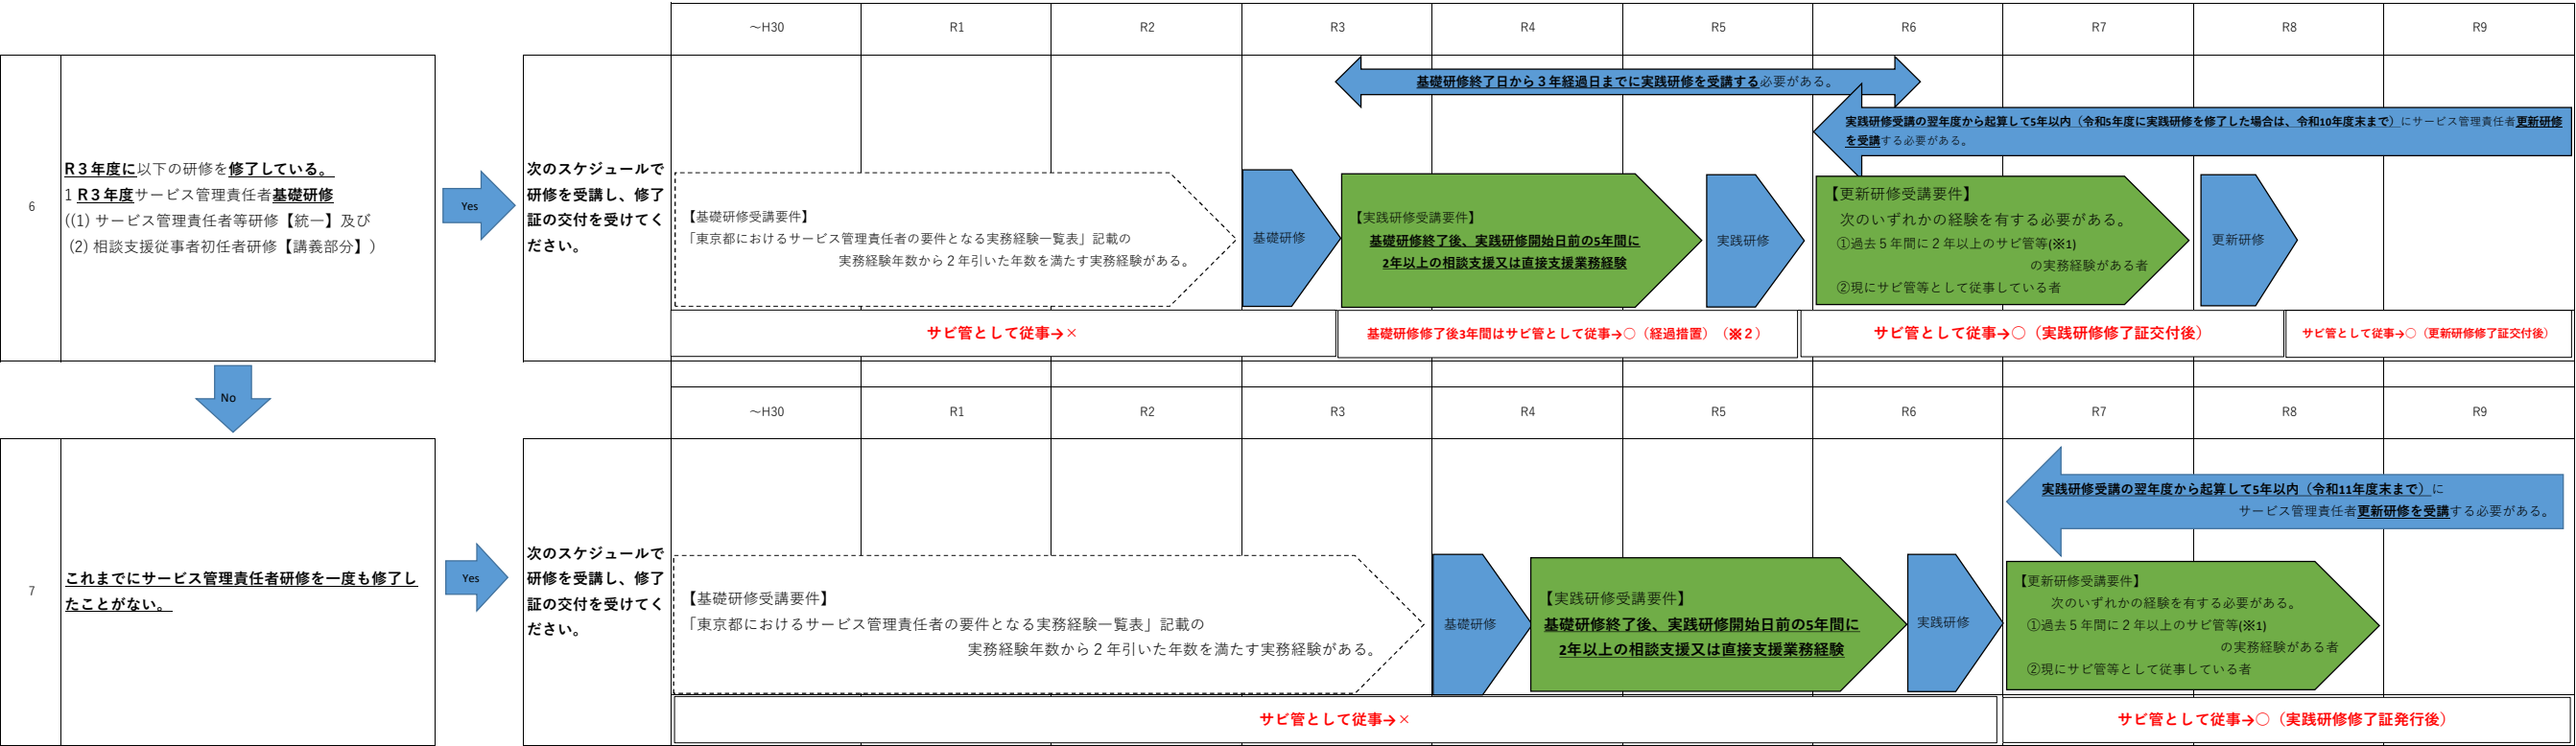 ～H30
R1
R2
R3
R4
R5
R6
R7
R8
R9
6
R３年度に以下の研修を修了している。
1 R３年度サービス管理責任者基礎研修
((1) サービス管理責任者等研修【統一】及び
(2) 相談支援従事者初任者研修【講義部分】)
Yes
次のスケジュールで
研修を受講し、修了
証の交付を受けてく
ださい。
基礎研修終了日から３年経過日までに実践研修を受講する必要がある。
実践研修受講の翌年度から起算して5年以内（令和5年度に実践研修を修了した場合は、令和10年度末まで）にサービス管理責任者更新研修
を受講する必要がある。
【基礎研修受講要件】
「東京都におけるサービス管理責任者の要件となる実務経験一覧表」記載の
実務経験年数から２年引いた年数を満たす実務経験がある。
基礎研修
【実践研修受講要件】
基礎研修終了後、実践研修開始日前の5年間に
2年以上の相談支援又は直接支援業務経験
実践研修
【更新研修受講要件】
次のいずれかの経験を有する必要がある。
①過去５年間に２年以上のサビ管等(※1)
の実務経験がある者
②現にサビ管等として従事している者
更新研修
サビ管として従事→×
基礎研修修了後3年間はサビ管として従事→○（経過措置）（※２）
サビ管として従事→○（実践研修修了証交付後）
サビ管として従事→○（更新研修修了証交付後）
No
～H30
R1
R2
R3
R4
R5
R6
R7
R8
R9
7
これまでにサービス管理責任者研修を一度も修了し
たことがない。
Yes
次のスケジュールで
研修を受講し、修了
証の交付を受けてく
ださい。
実践研修受講の翌年度から起算して5年以内（令和11年度末まで）に
サービス管理責任者更新研修を受講する必要がある。
【基礎研修受講要件】
「東京都におけるサービス管理責任者の要件となる実務経験一覧表」記載の
実務経験年数から２年引いた年数を満たす実務経験がある。
基礎研修
【実践研修受講要件】
基礎研修終了後、実践研修開始日前の5年間に
2年以上の相談支援又は直接支援業務経験
実践研修
【更新研修受講要件】
次のいずれかの経験を有する必要がある。
①過去５年間に２年以上のサビ管等(※1)
の実務経験がある者
②現にサビ管等として従事している者
サビ管として従事→×
サビ管として従事→○（実践研修修了証発行後）